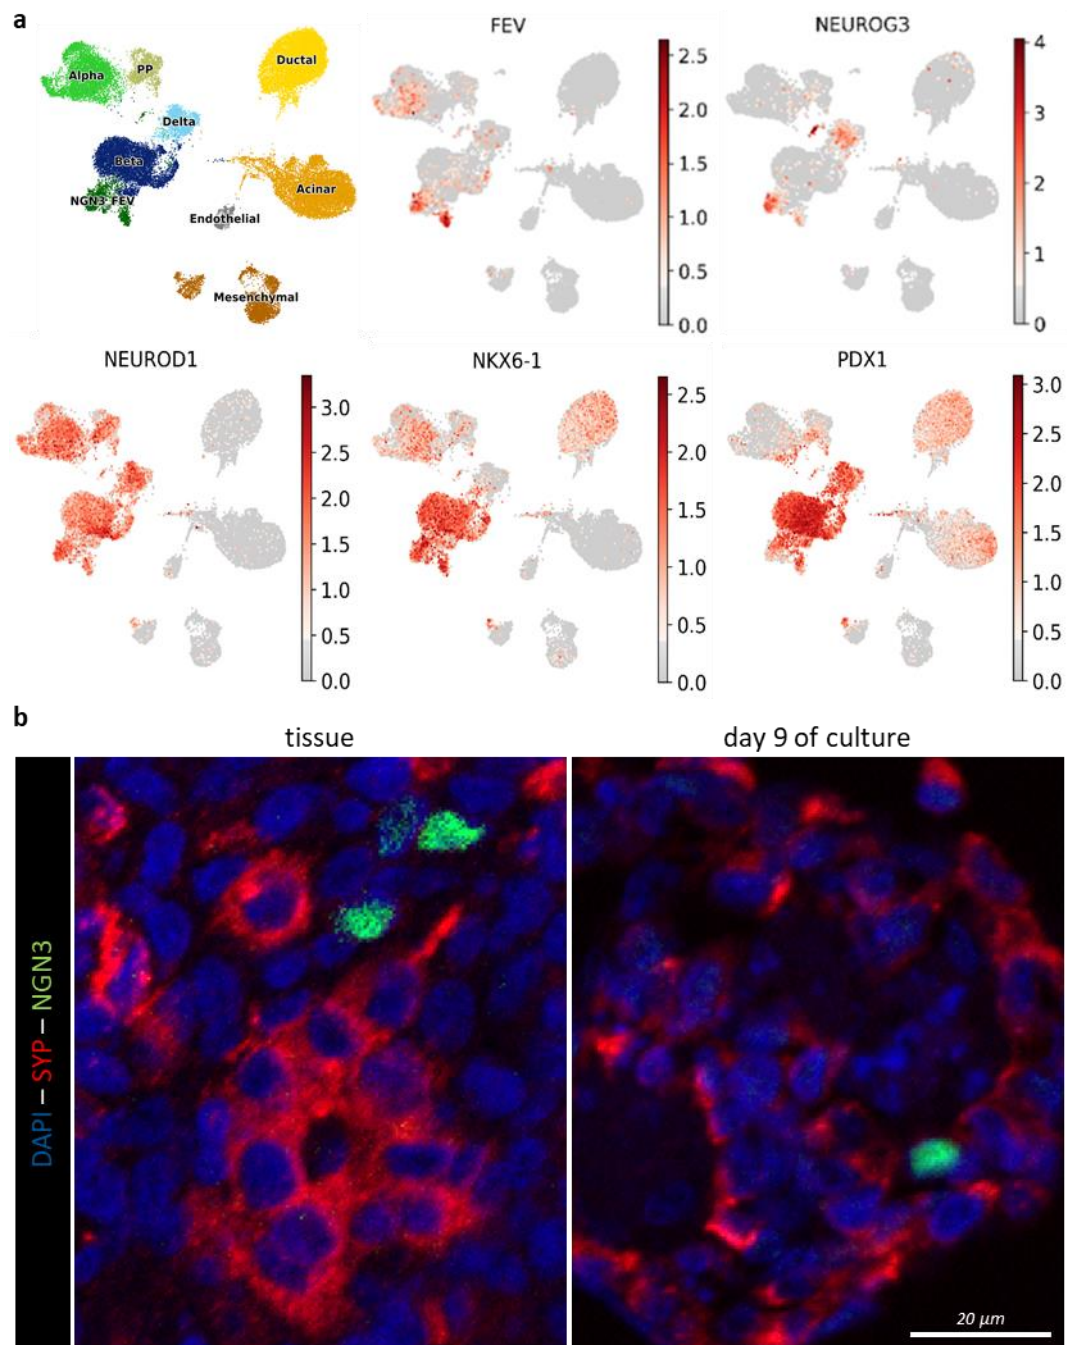 a
FEV
NEUROG3
Alpha
PP
Ductal
Delta
Beta
NGN3 FEV
Acinar
Endothelial
Mesenchymal
2.5
2.0
1.5
1.0
0.5
0.0
4
3
2
1
0
NEUROD1
NKX6-1
PDX1
3.0
2.5
2.0
1.5
1.0
0.5
0.0
2.5
2.0
1.5
1.0
0.5
0.0
3.0
2.5
2.0
1.5
1.0
0.5
0.0
b
tissue
day 9 of culture
DAPI – SYP – NGN3
20 µm